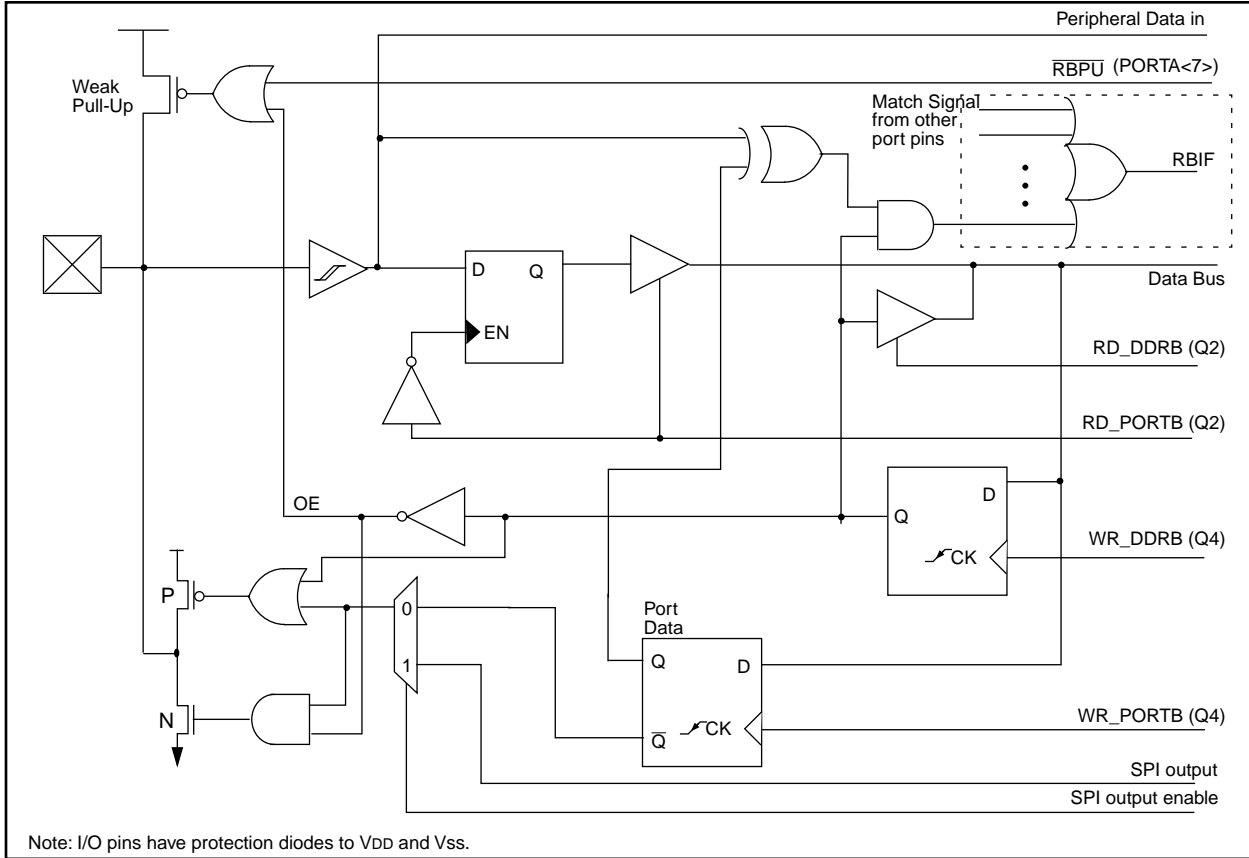 Peripheral Data in
RBPU (PORTA<7>)
Weak
Pull-Up
Match Signal
from other
port pins
RBIF
D
Q
EN
Data Bus
RD_DDRB (Q2)
RD_PORTB (Q2)
OE
D
Q
CK
WR_DDRB (Q4)
P
0
1
Port
Data
Q
D
N
Q
CK
WR_PORTB (Q4)
SPI output
SPI output enable
Note: I/O pins have protection diodes to VDD and VSS.